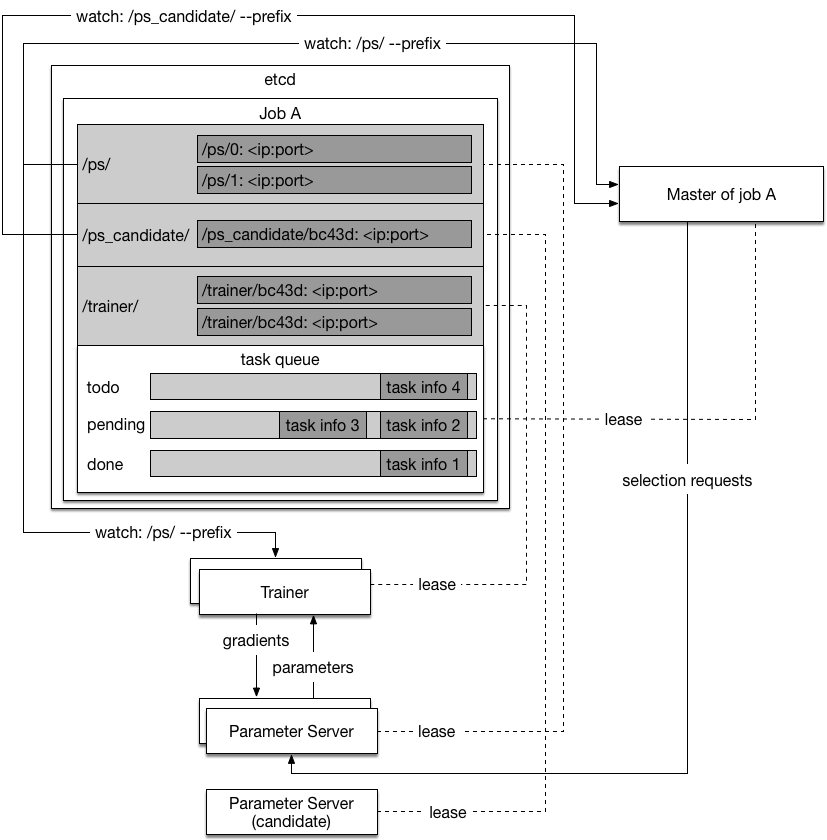 watch: /ps_candidate/ --prefix
watch: /ps/ --prefix
etcd
Job A
/ps/
/ps/0: <ip:port>
/ps/1: <ip:port>
Master of job A
/ps_candidate/
/ps_candidate/bc43d: <ip:port>
/trainer/
/trainer/bc43d: <ip:port>
/trainer/bc43d: <ip:port>
task queue
todo
task info 4
pending
task info 3
task info 2
lease
done
task info 1
selection requests
watch: /ps/ --prefix
Trainer
lease
gradients
parameters
Parameter Server
lease
Parameter Server
(candidate)
lease